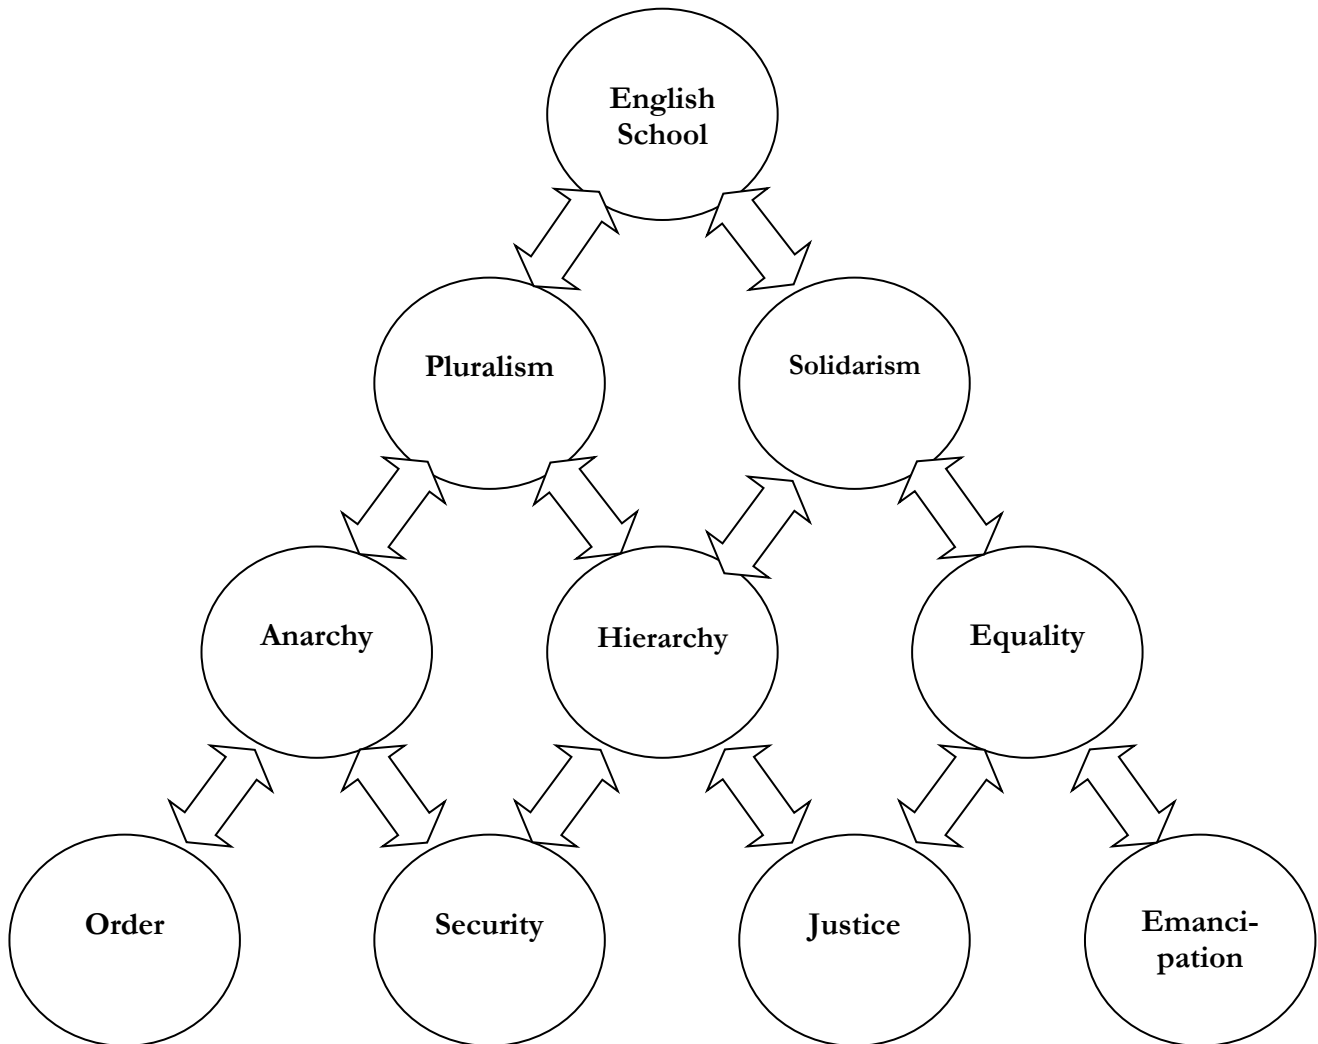 English
School
Pluralism
Solidarism
Anarchy
Hierarchy
Equality
Order
Security
Justice
Emanci-
pation